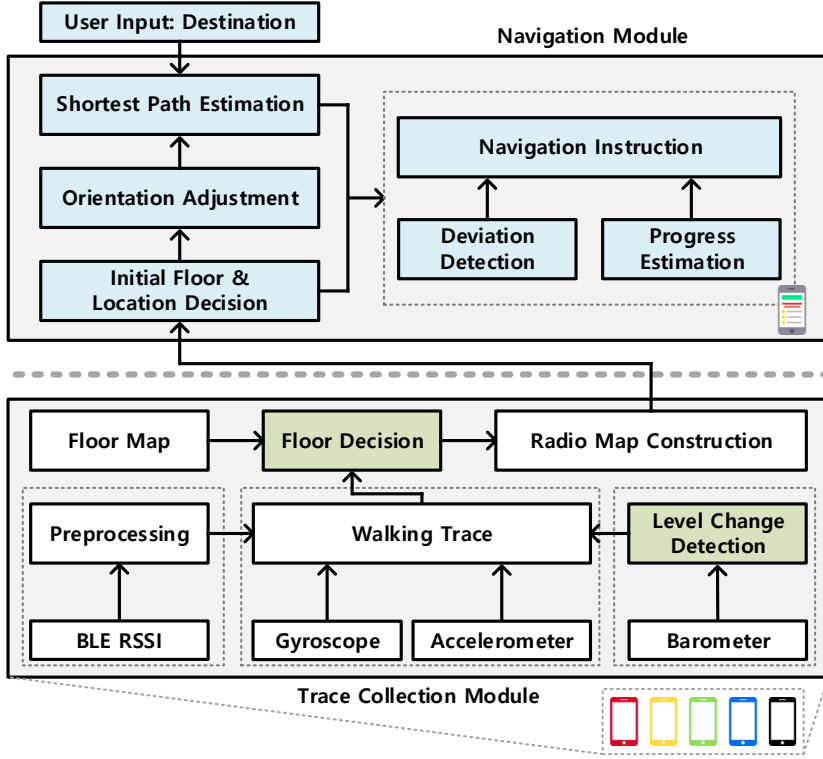 User Input: Destination
Navigation Module
Shortest Path Estimation
Navigation Instruction
Orientation Adjustment
Deviation
Detection
Progress
Estimation
Initial Floor &
Location Decision
Floor Map
Floor Decision
Radio Map Construction
Preprocessing
Walking Trace
Level Change
Detection
BLE RSSI
Gyroscope
Accelerometer
Barometer
Trace Collection Module